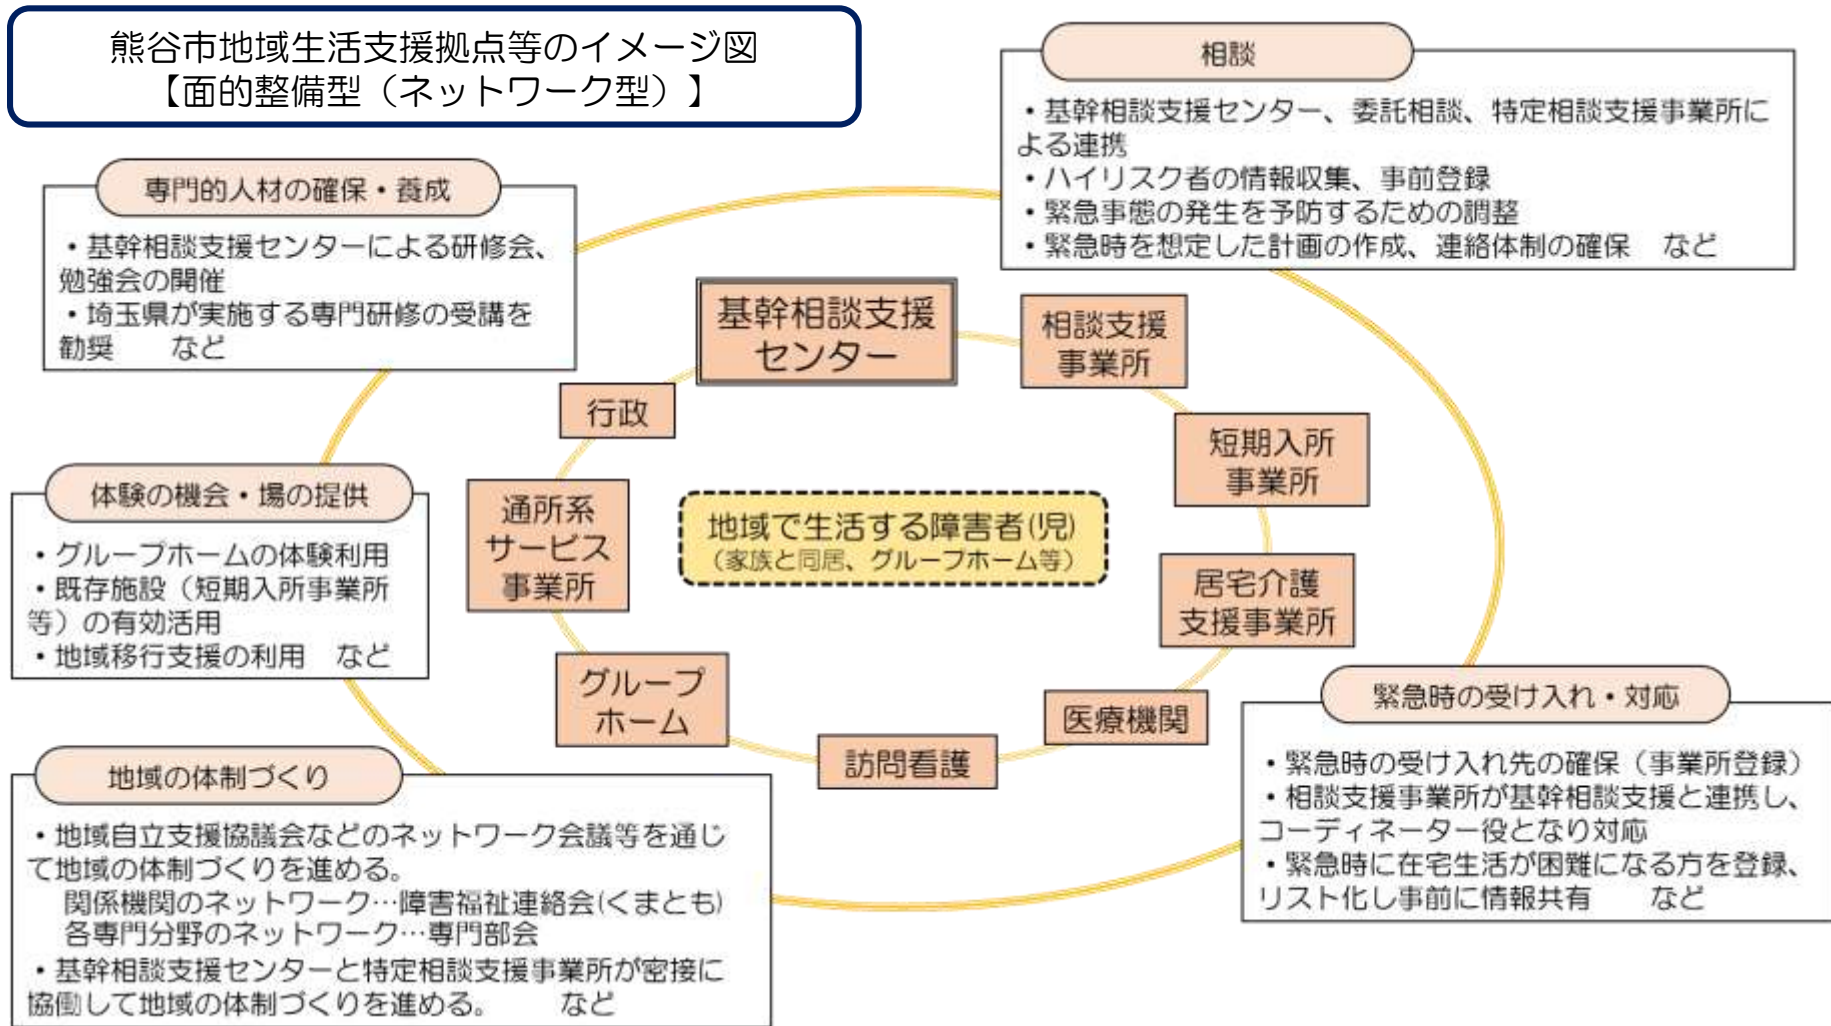 熊谷市地域生活支援拠点等のイメージ図
【面的整備型（ネットワーク型）】
相談
・基幹相談支援センター、委託相談、特定相談支援事業所に
よる連携
・ハイリスク者の情報収集、事前登録
・緊急事態の発生を予防するための調整
・緊急時を想定した計画の作成、連絡体制の確保　など
専門的人材の確保・養成
・基幹相談支援センターによる研修会、
勉強会の開催
・埼玉県が実施する専門研修の受講を
勧奨　　など
基幹相談支援
センター
相談支援
事業所
行政
短期入所
事業所
体験の機会・場の提供
・グループホームの体験利用
・既存施設（短期入所事業所
等）の有効活用
・地域移行支援の利用　など
通所系
サービス
事業所
地域で生活する障害者(児)
（家族と同居、グループホーム等）
居宅介護
支援事業所
グループ
ホーム
医療機関
訪問看護
緊急時の受け入れ・対応
・緊急時の受け入れ先の確保（事業所登録）
・相談支援事業所が基幹相談支援と連携し、
コーディネーター役となり対応
・緊急時に在宅生活が困難になる方を登録、
リスト化し事前に情報共有　　など
地域の体制づくり
・地域自立支援協議会などのネットワーク会議等を通じ
て地域の体制づくりを進める。
関係機関のネットワーク…障害福祉連絡会(くまとも)
各専門分野のネットワーク…専門部会
・基幹相談支援センターと特定相談支援事業所が密接に
協働して地域の体制づくりを進める。　　など